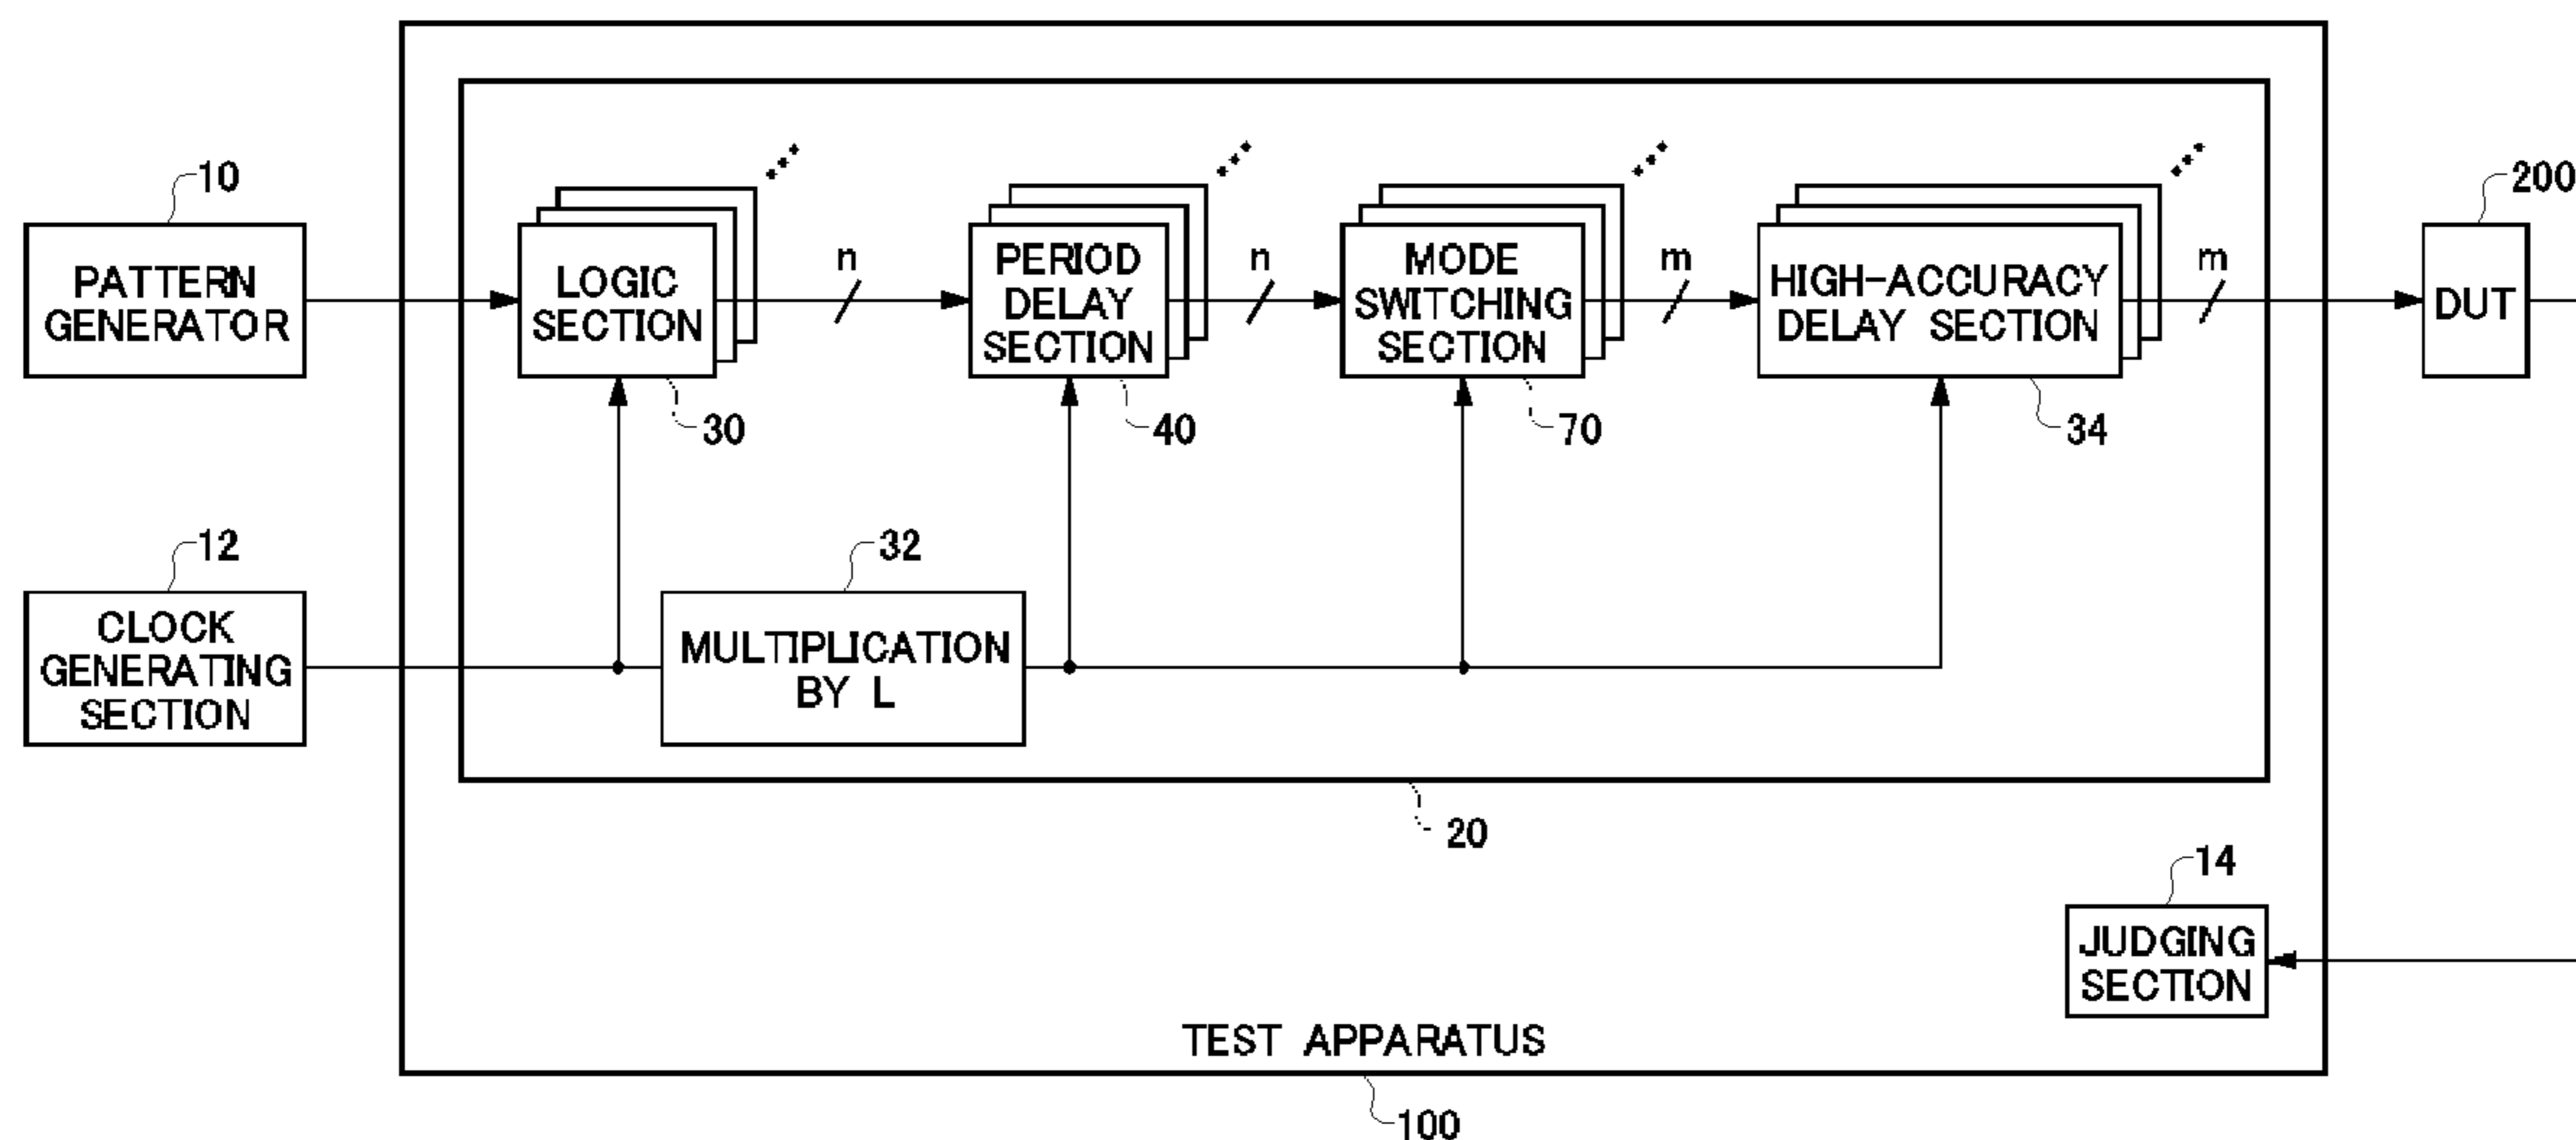 10
PATTERN
GENERATOR
LOGIC
SECTION
30
n
PERIOD
DELAY
SECTION
40
n
MODE
SWITCHING
SECTION
70
m
HIGH-ACCURACY
DELAY SECTION
34
m
200
DUT
12
CLOCK
GENERATING
SECTION
32
MULTIPLICATION
BY L
20
14
JUDGING
SECTION
TEST APPARATUS
100